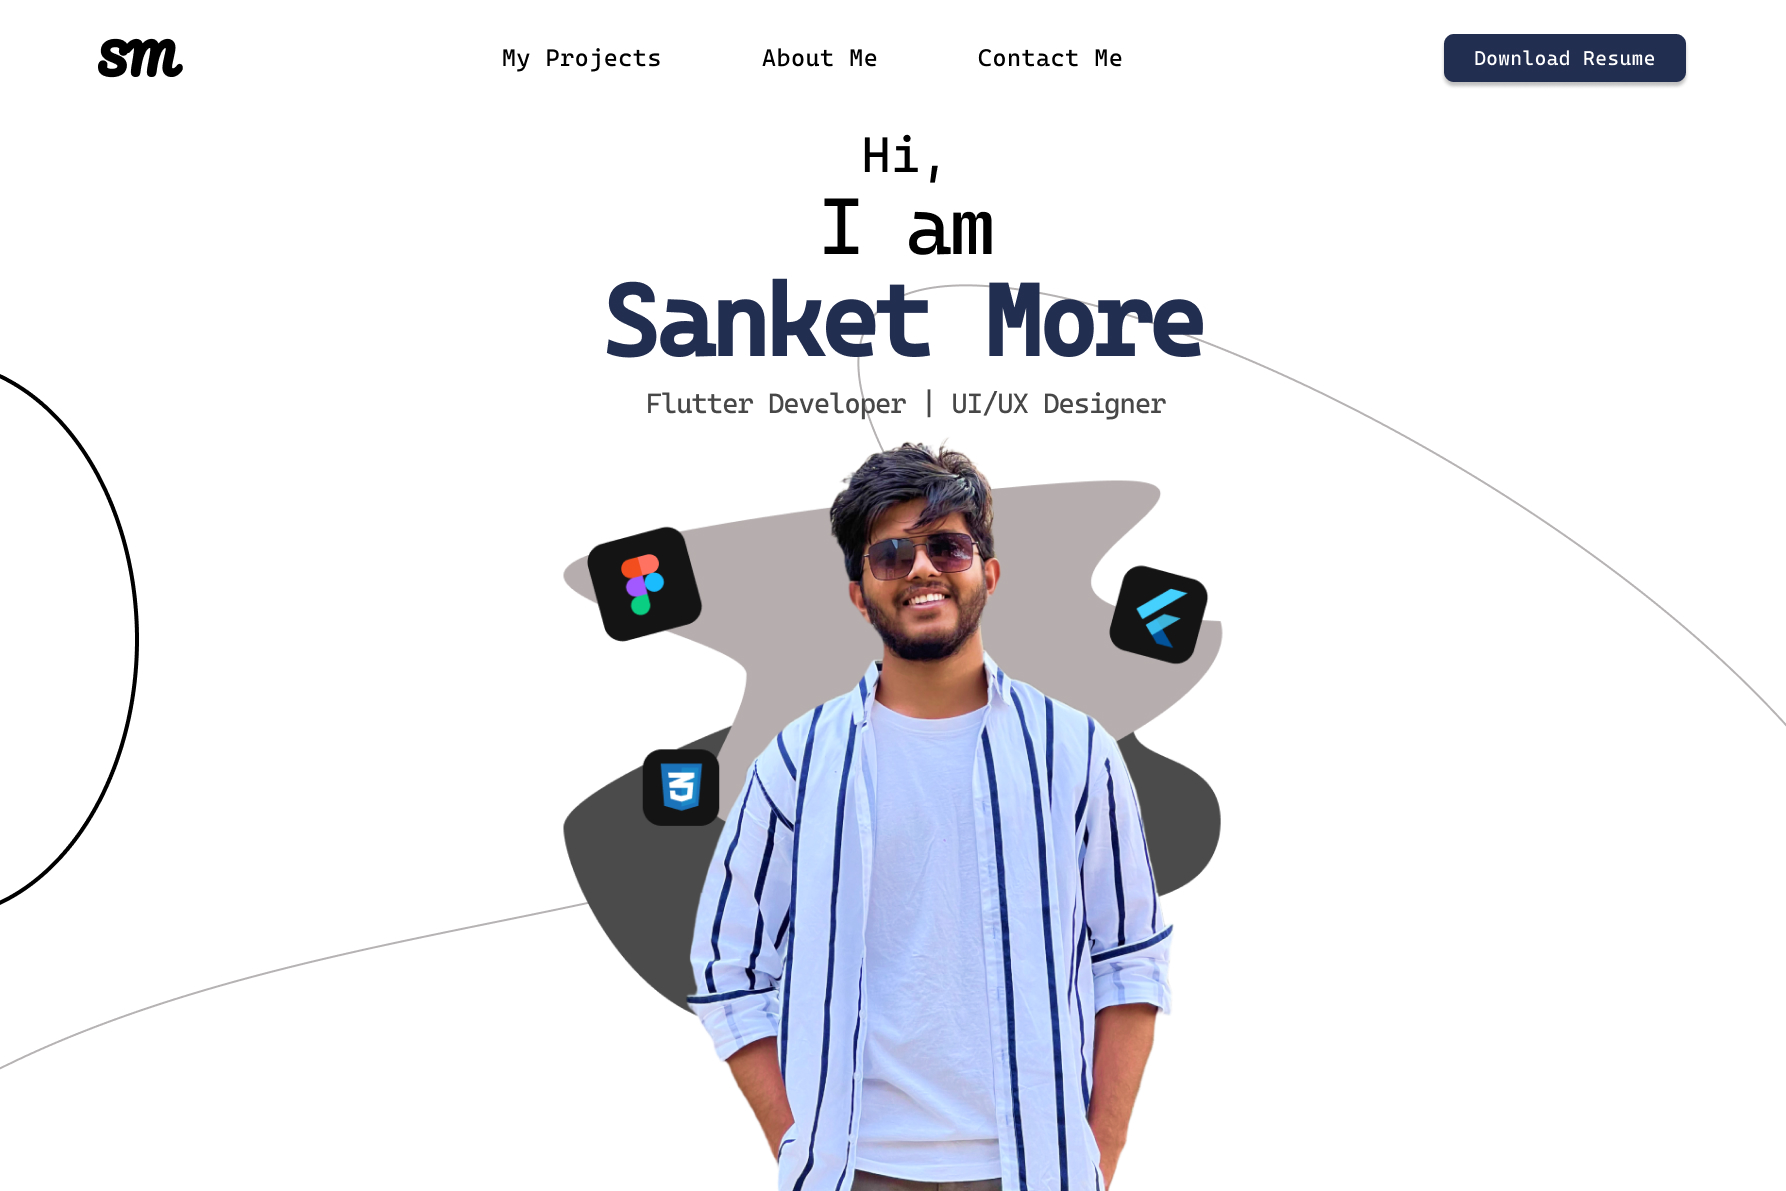 sm
My Projects
About Me
Contact Me
Download Resume
Hi,
I am
Sanket More
Flutter Developer | UI/UX Designer
3